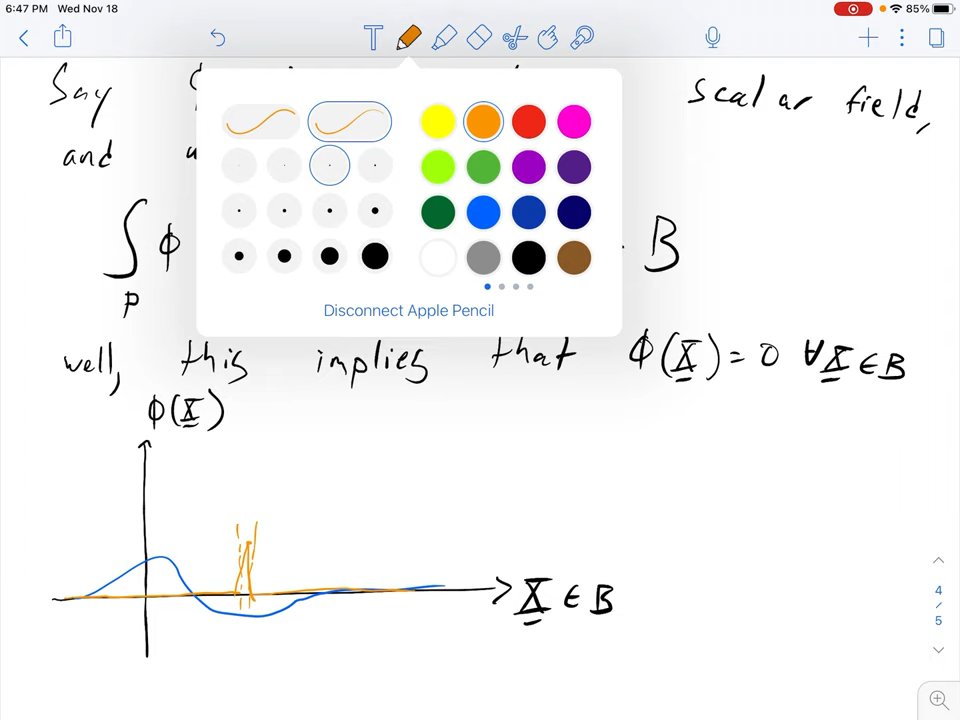 6:47 PM Wed Nov 18
85%
T
Say scalar field,
and
∫ ϕ B
P
Disconnect Apple Pencil
well, this implies that ϕ(X) = 0 ∀X ∈ B
ϕ(X)
X ∈ B
4
/
5